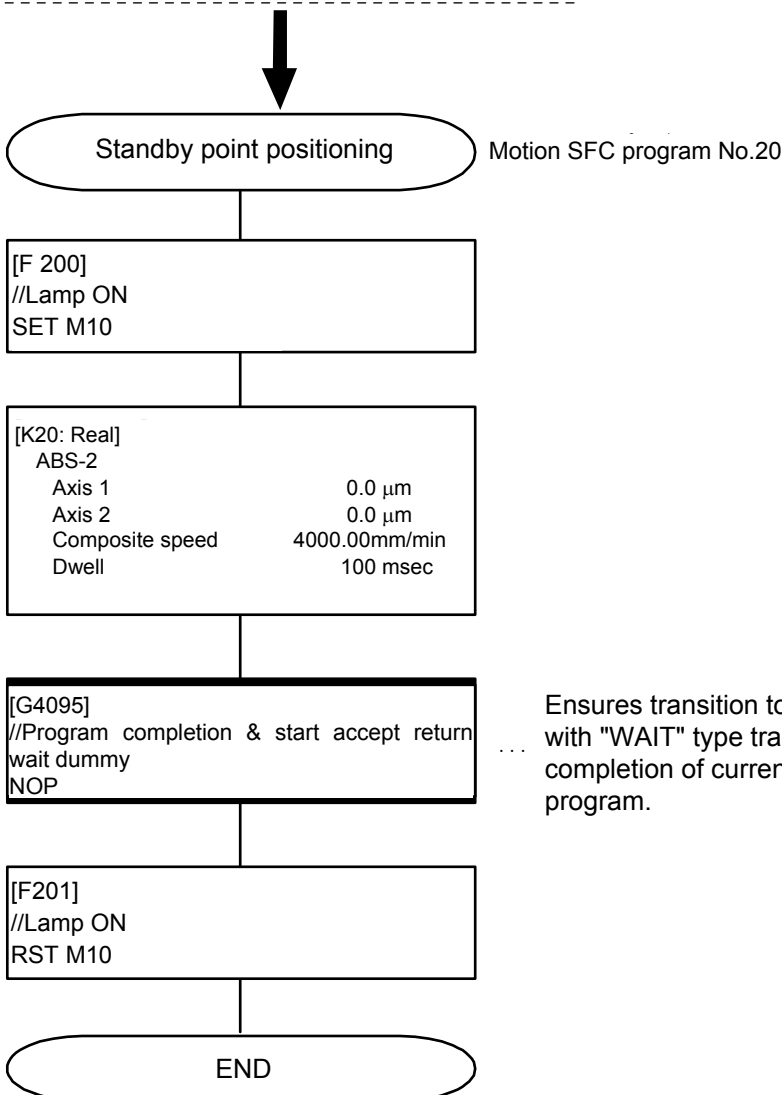 Standby point positioning
Motion SFC program No.20
[F 200]
//Lamp ON
SET M10
[K20: Real]
ABS-2
Axis 1 0.0 μm
Axis 2 0.0 μm
Composite speed 4000.00mm/min
Dwell 100 msec
[G4095]
//Program completion & start accept return
wait dummy
NOP
... Ensures transition to
with "WAIT" type tra
completion of curren
program.
[F201]
//Lamp ON
RST M10
END